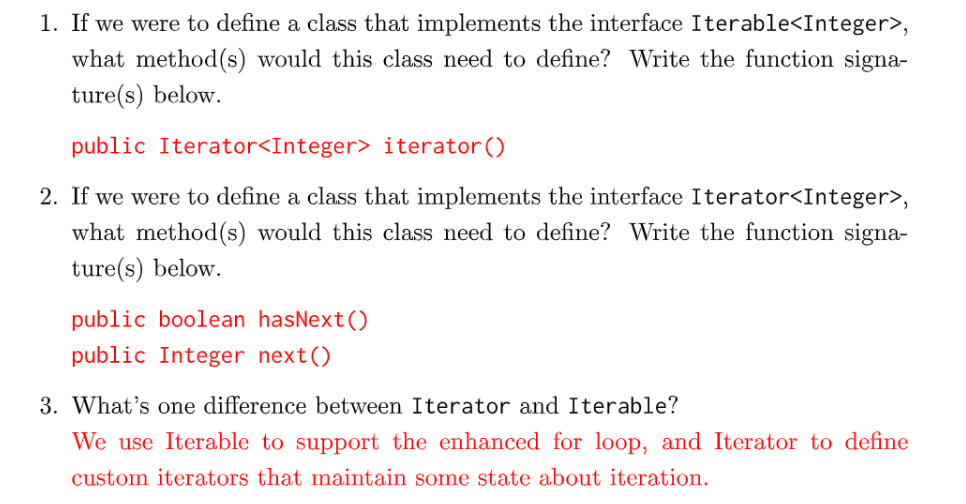 1. If we were to define a class that implements the interface Iterable<Integer>,
what method(s) would this class need to define? Write the function signa-
ture(s) below.
public Iterator<Integer> iterator()
2. If we were to define a class that implements the interface Iterator<Integer>,
what method(s) would this class need to define? Write the function signa-
ture(s) below.
public boolean hasNext()
public Integer next()
3. What's one difference between Iterator and Iterable?
We use Iterable to support the enhanced for loop, and Iterator to define
custom iterators that maintain some state about iteration.